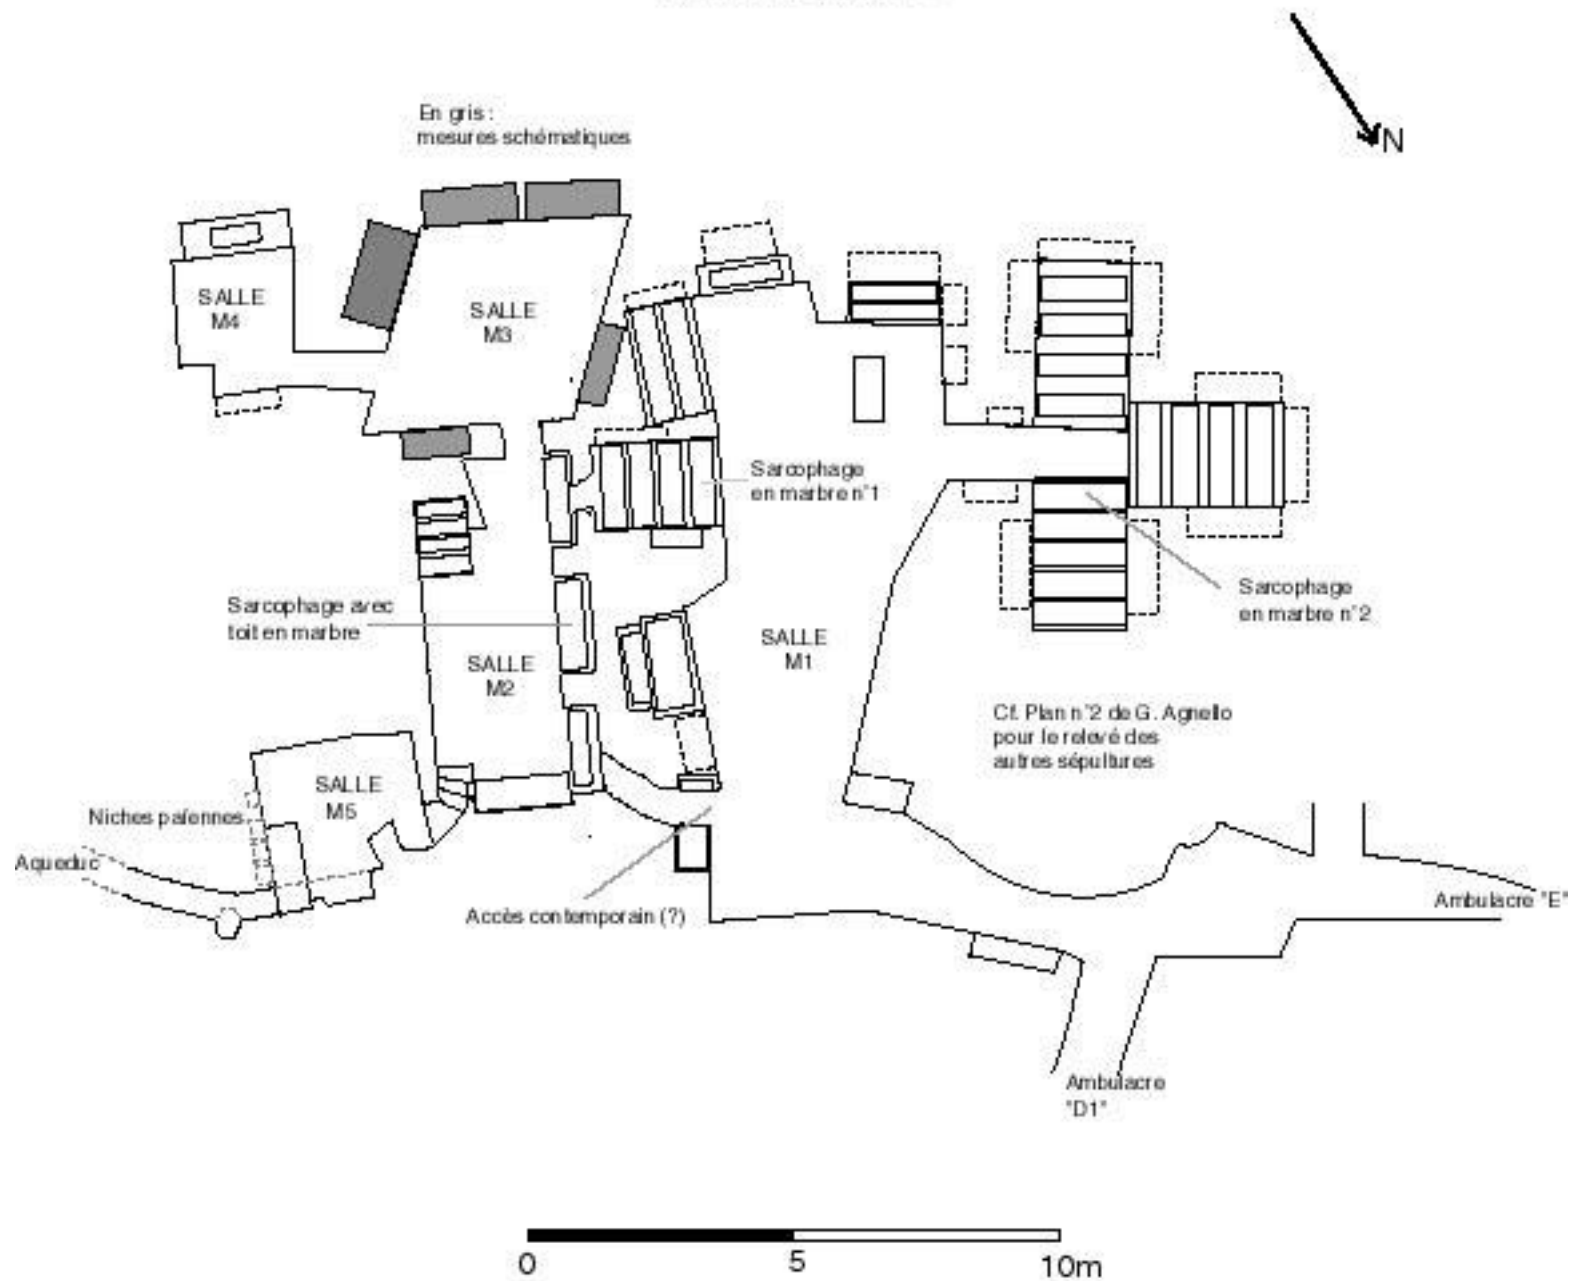 N
En gris :
mesures schématiques
SALLE
M4
SALLE
M3
Sarcophage
en marbre n°1
Sarcophage
en marbre n°2
Sarcophage avec
toit en marbre
SALLE
M2
SALLE
M1
Cf. Plan n°2 de G. Agnello
pour le relevé des
autres sépultures
SALLE
M5
Niches païennes
Aqueduc
Accès contemporain (?)
Ambulacre "E"
Ambulacre
"D1"
0 5 10m